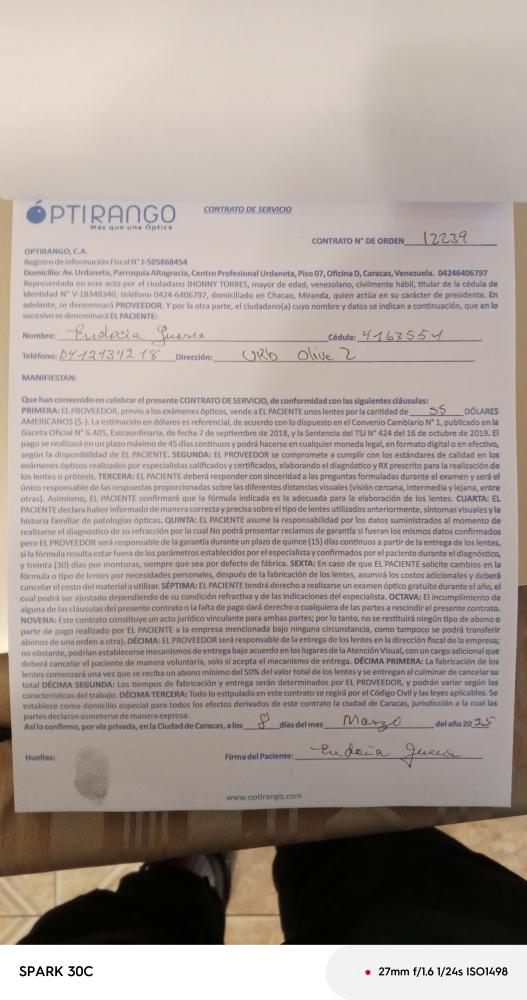 OPTIRANGO
Más que una Óptica
CONTRATO DE SERVICIO
CONTRATO N° DE ORDEN 12239
OPTIRANGO, C.A.
Registro de Información Fiscal N° J-505868454
Domicilio: Av. Urdaneta, Parroquia Altagracia, Centro Profesional Urdaneta, Piso 07, Oficina D, Caracas, Venezuela. 04246406797
Representada en este acto por el ciudadano JHONNY TORRES, mayor de edad, venezolano, civilmente hábil, titular de la cédula de
Identidad N° V-18348340, teléfono 0424-6406797, domiciliado en Chacao, Miranda, quien actúa en su carácter de presidente. En
adelante, se denominará PROVEEDOR. Y por la otra parte, el ciudadano(a) cuyo nombre y datos se indican a continuación, que en lo
sucesivo se denominará EL PACIENTE:
Nombre: Eudocia Guerra Cédula: 4163551
Teléfono: 0412134218 Dirección: URb Olive 2
MANIFIESTAN:
Que han convenido en celebrar el presente CONTRATO DE SERVICIO, de conformidad con las siguientes cláusulas:
PRIMERA: EL PROVEEDOR, previo a los exámenes ópticos, vende a EL PACIENTE unos lentes por la cantidad de 55 DÓLARES
AMERICANOS ($-). La estimación en dólares es referencial, de acuerdo con lo dispuesto en el Convenio Cambiario N° 1, publicado en la
Gaceta Oficial N° 6.405, Extraordinaria, de fecha 7 de septiembre de 2018, y la Sentencia del TSJ N° 424 del 16 de octubre de 2019. El
pago se realizará en un plazo máximo de 45 días continuos y podrá hacerse en cualquier moneda legal, en formato digital o en efectivo,
según la disponibilidad de EL PACIENTE. SEGUNDA: EL PROVEEDOR se compromete a cumplir con los estándares de calidad en los
exámenes ópticos realizados por especialistas calificados y certificados, elaborando el diagnóstico y RX prescrito para la realización de
los lentes o prótesis. TERCERA: EL PACIENTE deberá responder con sinceridad a las preguntas formuladas durante el examen y será el
único responsable de las respuestas proporcionadas sobre las diferentes distancias visuales (visión cercana, intermedia y lejana, entre
otras). Asimismo, EL PACIENTE confirmará que la fórmula indicada es la adecuada para la elaboración de los lentes. CUARTA: EL
PACIENTE declara haber informado de manera correcta y precisa sobre el tipo de lentes utilizados anteriormente, síntomas visuales y la
historia familiar de patologías ópticas. QUINTA: EL PACIENTE asume la responsabilidad por los datos suministrados al momento de
realizarse el diagnostico de su refracción por lo cual No podrá presentar reclamos de garantía si fueran los mismos datos confirmados
pero EL PROVEEDOR será responsable de la garantía durante un plazo de quince (15) días continuos a partir de la entrega de los lentes,
si la fórmula resulta estar fuera de los parámetros establecidos por el especialista y confirmados por el paciente durante el diagnóstico,
y treinta (30) días por monturas, siempre que sea por defecto de fábrica. SEXTA: En caso de que EL PACIENTE solicite cambios en la
fórmula o tipo de lentes por necesidades personales, después de la fabricación de los lentes, asumirá los costos adicionales y deberá
cancelar el costo del material a utilizar. SÉPTIMA: EL PACIENTE tendrá derecho a realizarse un examen óptico gratuito durante el año, el
cual podrá ser ajustado dependiendo de su condición refractiva y de las indicaciones del especialista. OCTAVA: El incumplimiento de
alguna de las cláusulas del presente contrato o la falta de pago dará derecho a cualquiera de las partes a rescindir el presente contrato.
NOVENA: Este contrato constituye un acto jurídico vinculante para ambas partes; por lo tanto, no se restituirá ningún tipo de abono o
parte de pago realizado por EL PACIENTE a la empresa mencionada bajo ninguna circunstancia, como tampoco se podrá transferir
abonos de una orden a otra). DÉCIMA: EL PROVEEDOR será responsable de la entrega de los lentes en la dirección fiscal de la empresa;
no obstante, podrían establecerse mecanismos de entrega bajo acuerdo en los lugares de la Atención Visual, con un cargo adicional que
deberá cancelar el paciente de manera voluntaria, solo si acepta el mecanismo de entrega. DÉCIMA PRIMERA: La fabricación de los
lentes comenzará una vez que se reciba un abono mínimo del 50% del valor total de los lentes y se entregan al culminar de cancelar su
total DÉCIMA SEGUNDA: Los tiempos de fabricación y entrega serán determinados por EL PROVEEDOR, y podrán variar según las
características del trabajo. DÉCIMA TERCERA: Todo lo estipulado en este contrato se regirá por el Código Civil y las leyes aplicables. Se
establece como domicilio especial para todos los efectos derivados de este contrato la ciudad de Caracas, jurisdicción a la cual las
partes declaran someterse de manera expresa.
Así lo confirmo, por vía privada, en la Ciudad de Caracas, a los 8 días del mes Marzo del año 2025
Huellas:
Firma del Paciente: Eudocia Guerra
www.optirango.com
SPARK 30C
27mm f/1.6 1/24s ISO1498